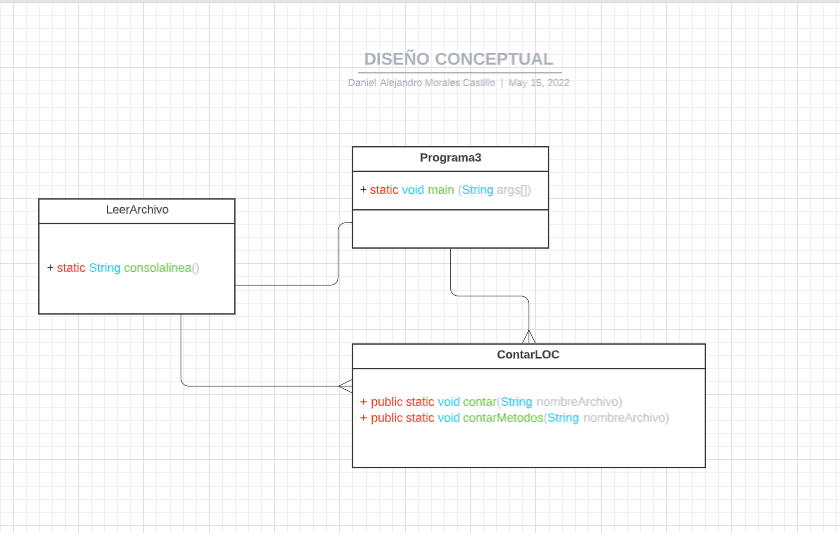 DISEÑO CONCEPTUAL
Daniel Alejandro Morales Castillo | May 15, 2022
Programa3
+ static void main (String args[])
LeerArchivo
+ static String consolalinea()
ContarLOC
+ public static void contar(String nombreArchivo)
+ public static void contarMetodos(String nombreArchivo)